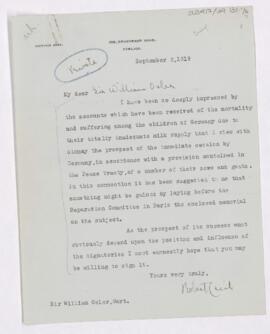 Private
September 2, 1919
My dear Sir William Osler
I have been so deeply impressed by
the accounts which have been received of the mortality
and suffering among the children of Germany due to
their totally inadequate milk supply that I view with
dismay the prospect of the immediate cession by
Germany, in accordance with a provision contained in
the Peace Treaty, of a number of their cows and goats.
In this connection it has been suggested to me that
something might be gained by laying before the
Reparation Committee in Paris the enclosed memorial
on the subject.
As the prospect of its success must
obviously depend upon the position and influence of
the signatories I most earnestly hope that you may
be willing to sign it.
Yours very truly,
Robert Cecil
Sir William Osler, Bart.